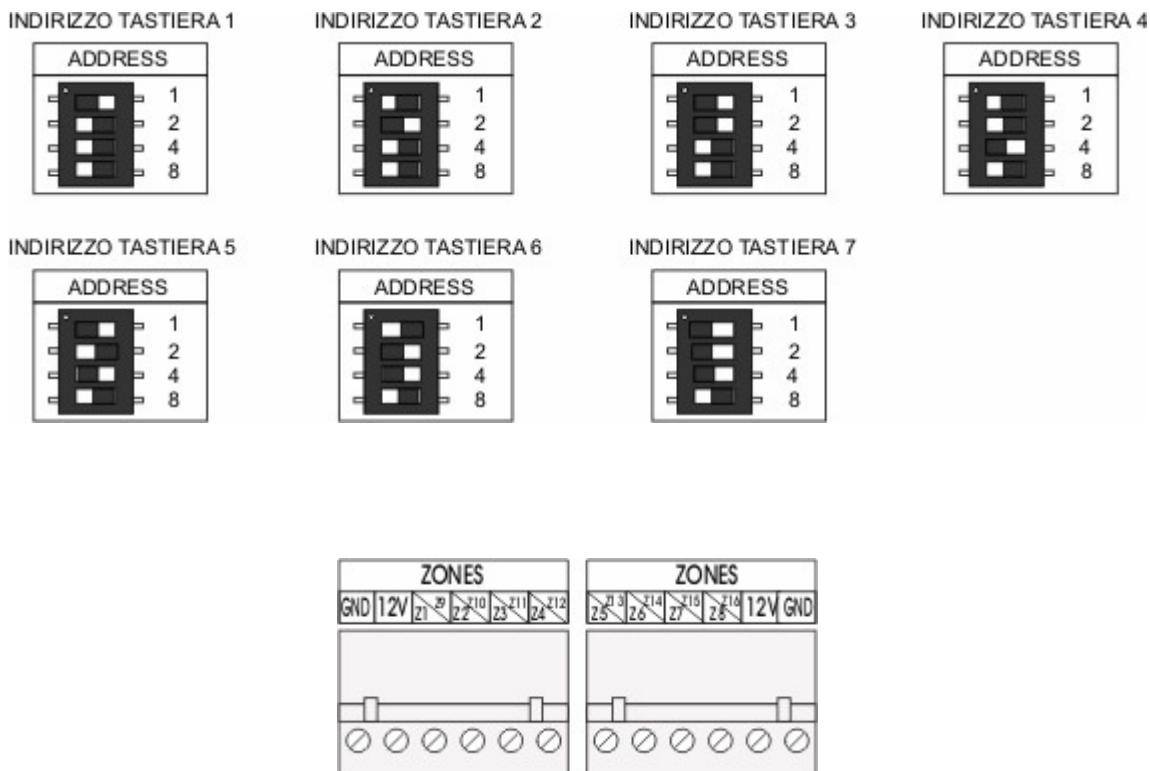 INDIRIZZO TASTIERA 1
ADDRESS
1
2
4
8
INDIRIZZO TASTIERA 2
ADDRESS
1
2
4
8
INDIRIZZO TASTIERA 3
ADDRESS
1
2
4
8
INDIRIZZO TASTIERA 4
ADDRESS
1
2
4
8
INDIRIZZO TASTIERA 5
ADDRESS
1
2
4
8
INDIRIZZO TASTIERA 6
ADDRESS
1
2
4
8
INDIRIZZO TASTIERA 7
ADDRESS
1
2
4
8
ZONES
GND 12V Z1 Z9 Z2 Z10 Z3 Z11 Z4 Z12
ZONES
Z5 Z13 Z6 Z14 Z7 Z15 Z8 Z16 12V GND